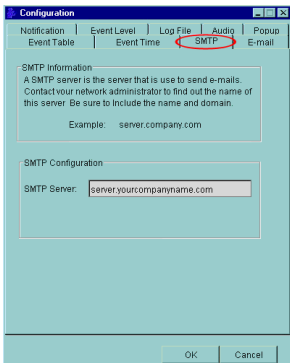 Configuration
Notification Event Level Log File Audio Popup
Event Table Event Time SMTP E-mail
SMTP Information
A SMTP server is the server that is use to send e-mails.
Contact your network administrator to find out the name of
this server. Be sure to Include the name and domain.
Example: server.company.com
SMTP Configuration
SMTP Server: server.yourcompanyname.com
OK Cancel